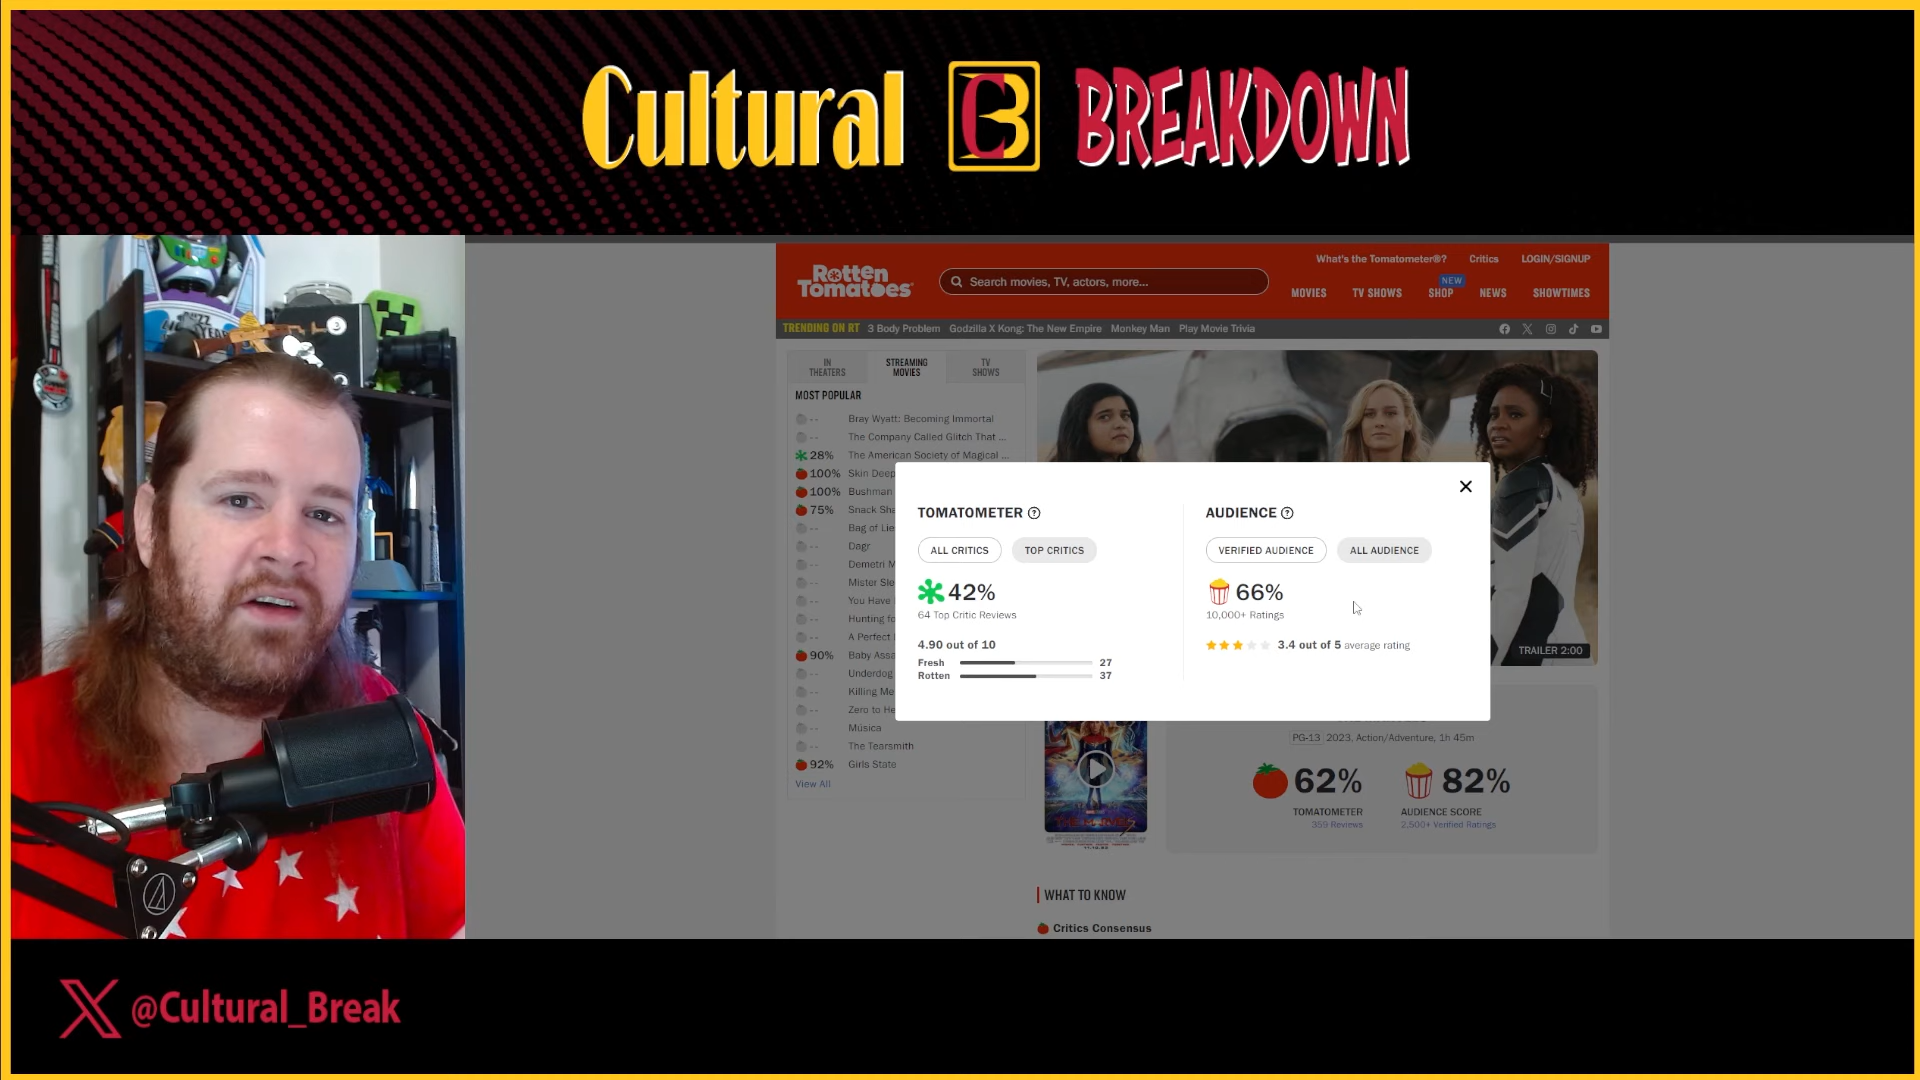 Cultural CB BREAKDOWN
Rotten Tomatoes
Search movies, TV, actors, more...
What's the Tomatometer®?
Critics
LOGIN/SIGNUP
MOVIES
TV SHOWS
NEW
SHOP
NEWS
SHOWTIMES
TRENDING ON RT
3 Body Problem
Godzilla X Kong: The New Empire
Monkey Man
Play Movie Trivia
IN THEATERS
STREAMING MOVIES
TV SHOWS
MOST POPULAR
-- Bray Wyatt: Becoming Immortal
-- The Company Called Glitch That ...
28% The American Society of Magical ...
100% Skin Deep
100% Bushman
75% Snack Sha
-- Bag of Lie
-- Dagr
-- Demetri M
-- Mister Sle
-- You Have
-- Hunting fo
-- A Perfect
90% Baby Assa
-- Underdog
-- Killing Me
-- Zero to He
-- Música
-- The Tearsmith
92% Girls State
View All
TOMATOMETER
ALL CRITICS
TOP CRITICS
42%
64 Top Critic Reviews
4.90 out of 10
Fresh 27
Rotten 37
AUDIENCE
VERIFIED AUDIENCE
ALL AUDIENCE
66%
10,000+ Ratings
3.4 out of 5 average rating
TRAILER 2:00
PG-13 2023, Action/Adventure, 1h 45m
62%
TOMATOMETER
359 Reviews
82%
AUDIENCE SCORE
2,500+ Verified Ratings
WHAT TO KNOW
Critics Consensus
@Cultural_Break